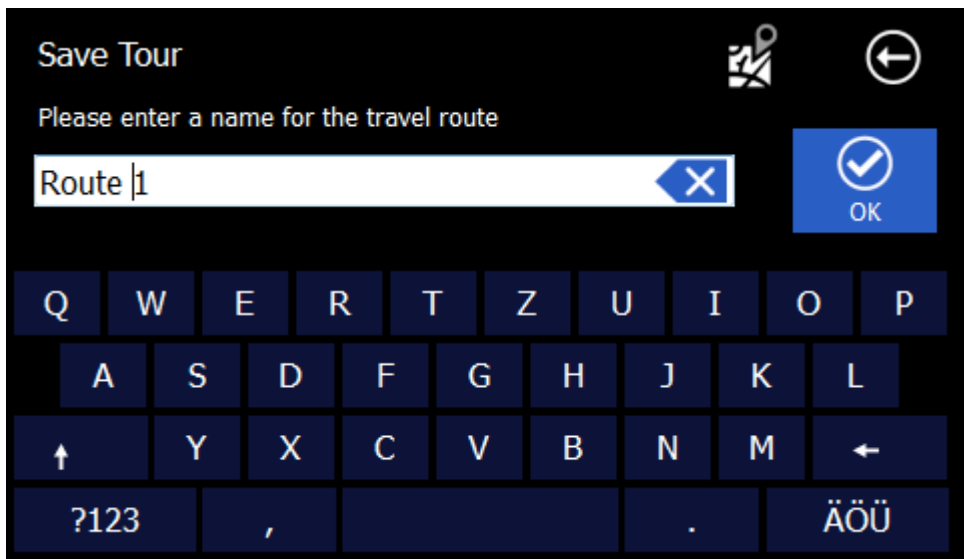 Save Tour
Please enter a name for the travel route
Route 1
OK
Q W E R T Z U I O P
A S D F G H J K L
Y X C V B N M
?123 , . ÄÖÜ